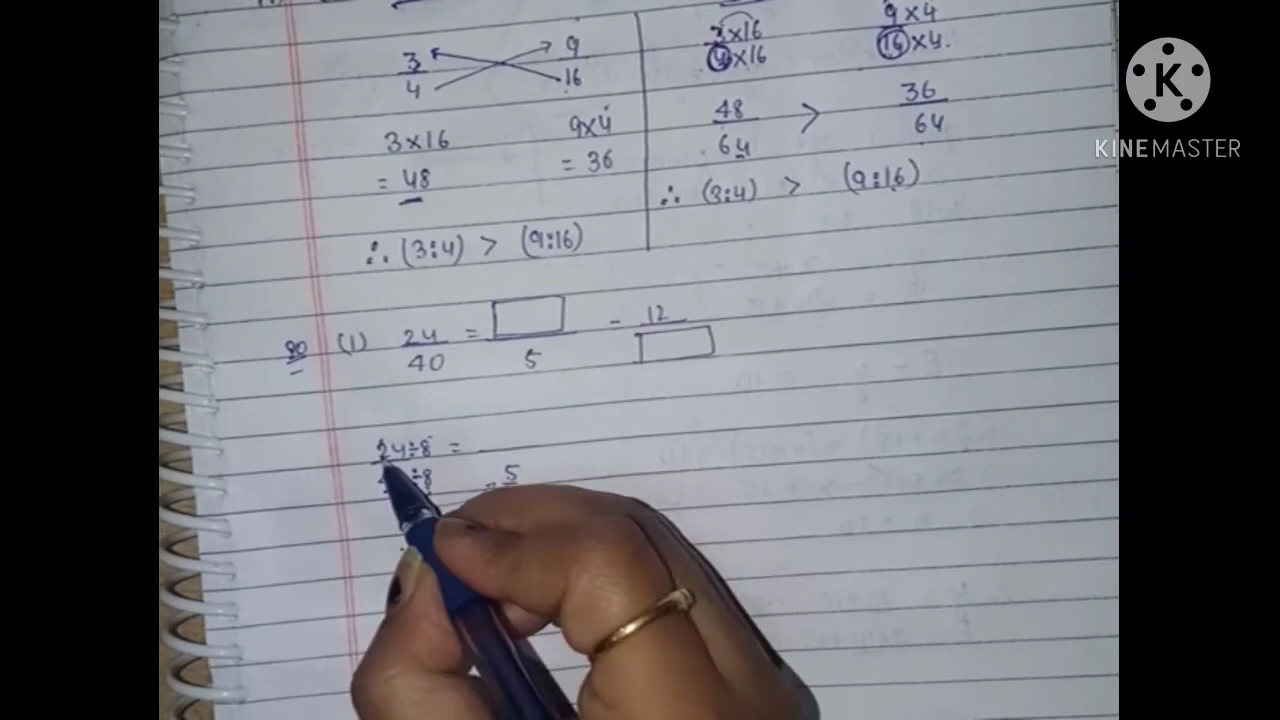 3/4 9/16
3×16 9×4
= 48 = 36
∴ (3:4) > (9:16)
3×16/4×16 9×4/16×4.
48/64 > 36/64
∴ (3:4) > (9:16)
(1) 24/40 = □/5 = 12/□
24÷8 =
÷8 = 5
K
KINEMASTER